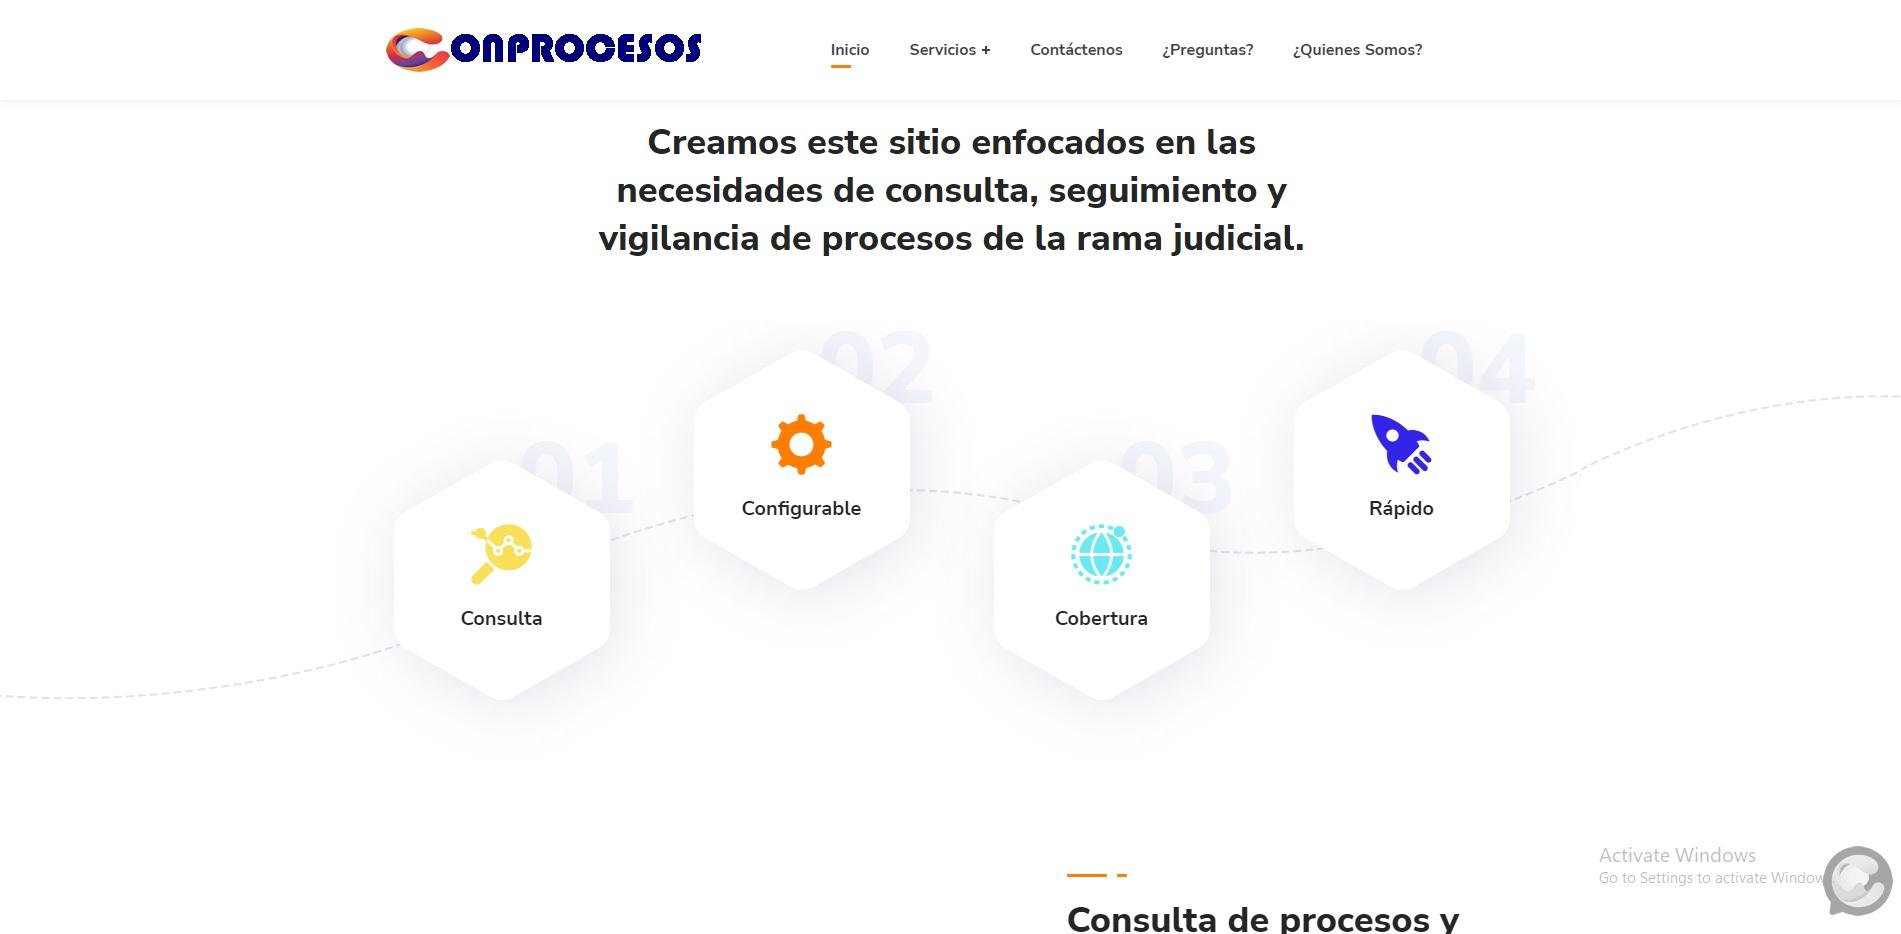 CONPROCESOS
Inicio
Servicios +
Contáctenos
¿Preguntas?
¿Quienes Somos?
Creamos este sitio enfocados en las
necesidades de consulta, seguimiento y
vigilancia de procesos de la rama judicial.
01
Consulta
02
Configurable
03
Cobertura
04
Rápido
Consulta de procesos y
Activate Windows
Go to Settings to activate Window